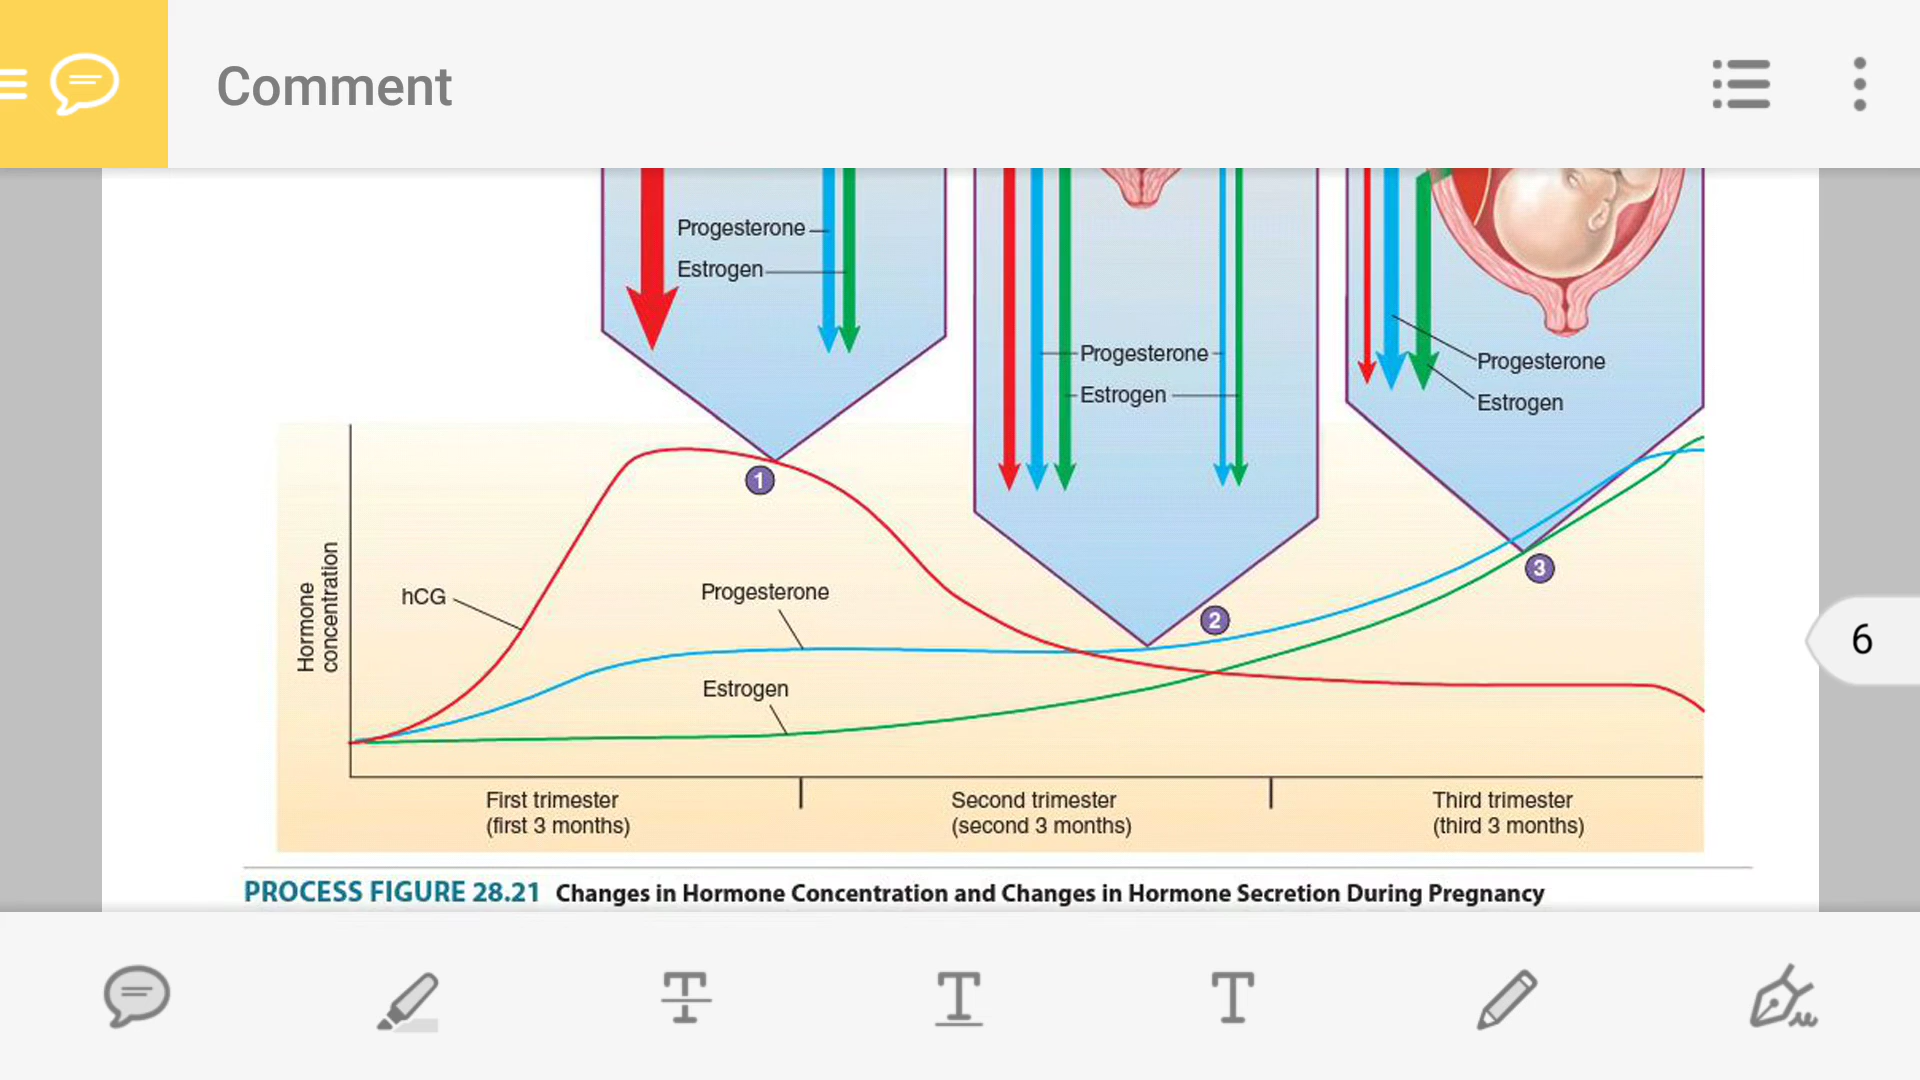 Comment
Progesterone
Estrogen
Progesterone
Estrogen
Progesterone
Estrogen
1
2
3
hCG
Progesterone
Estrogen
Hormone
concentration
6
First trimester
(first 3 months)
Second trimester
(second 3 months)
Third trimester
(third 3 months)
PROCESS FIGURE 28.21 Changes in Hormone Concentration and Changes in Hormone Secretion During Pregnancy
T
T
T